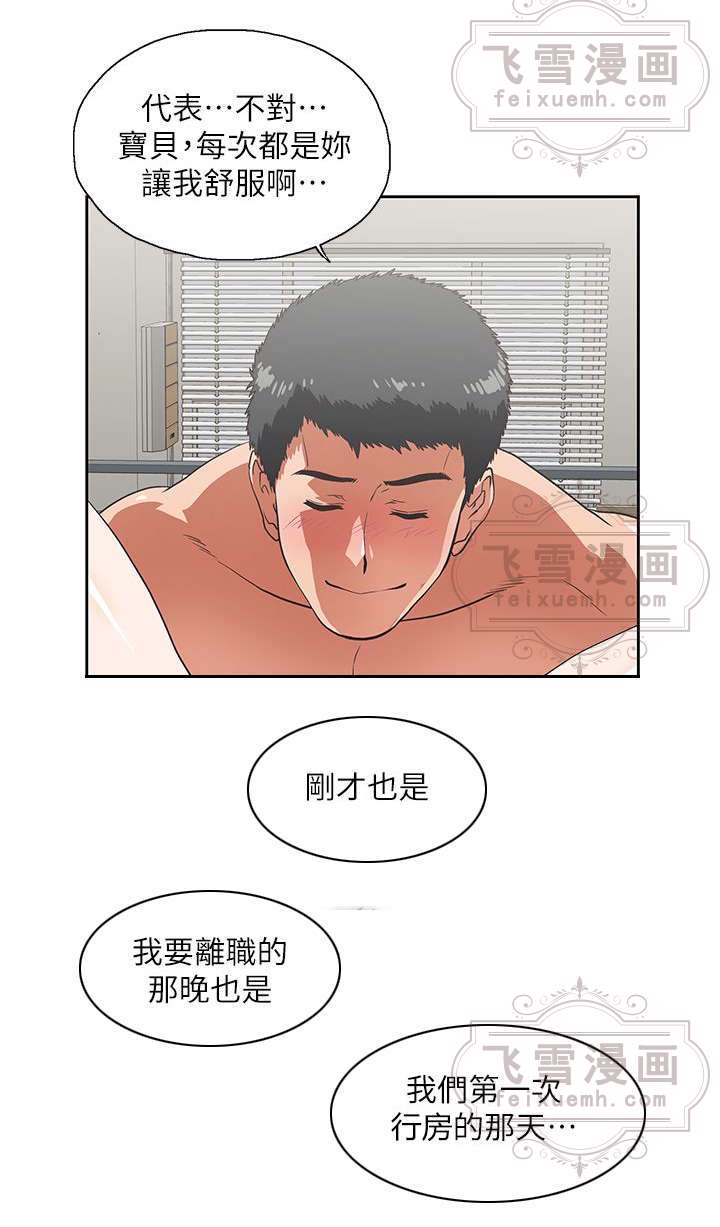 飞雪漫画
feixuemh.com
代表…不對…
寶貝，每次都是妳
讓我舒服啊…
飞雪漫画
feixuemh.com
剛才也是
我要離職的
那晚也是
飞雪漫画
feixuemh.com
我們第一次
行房的那天…